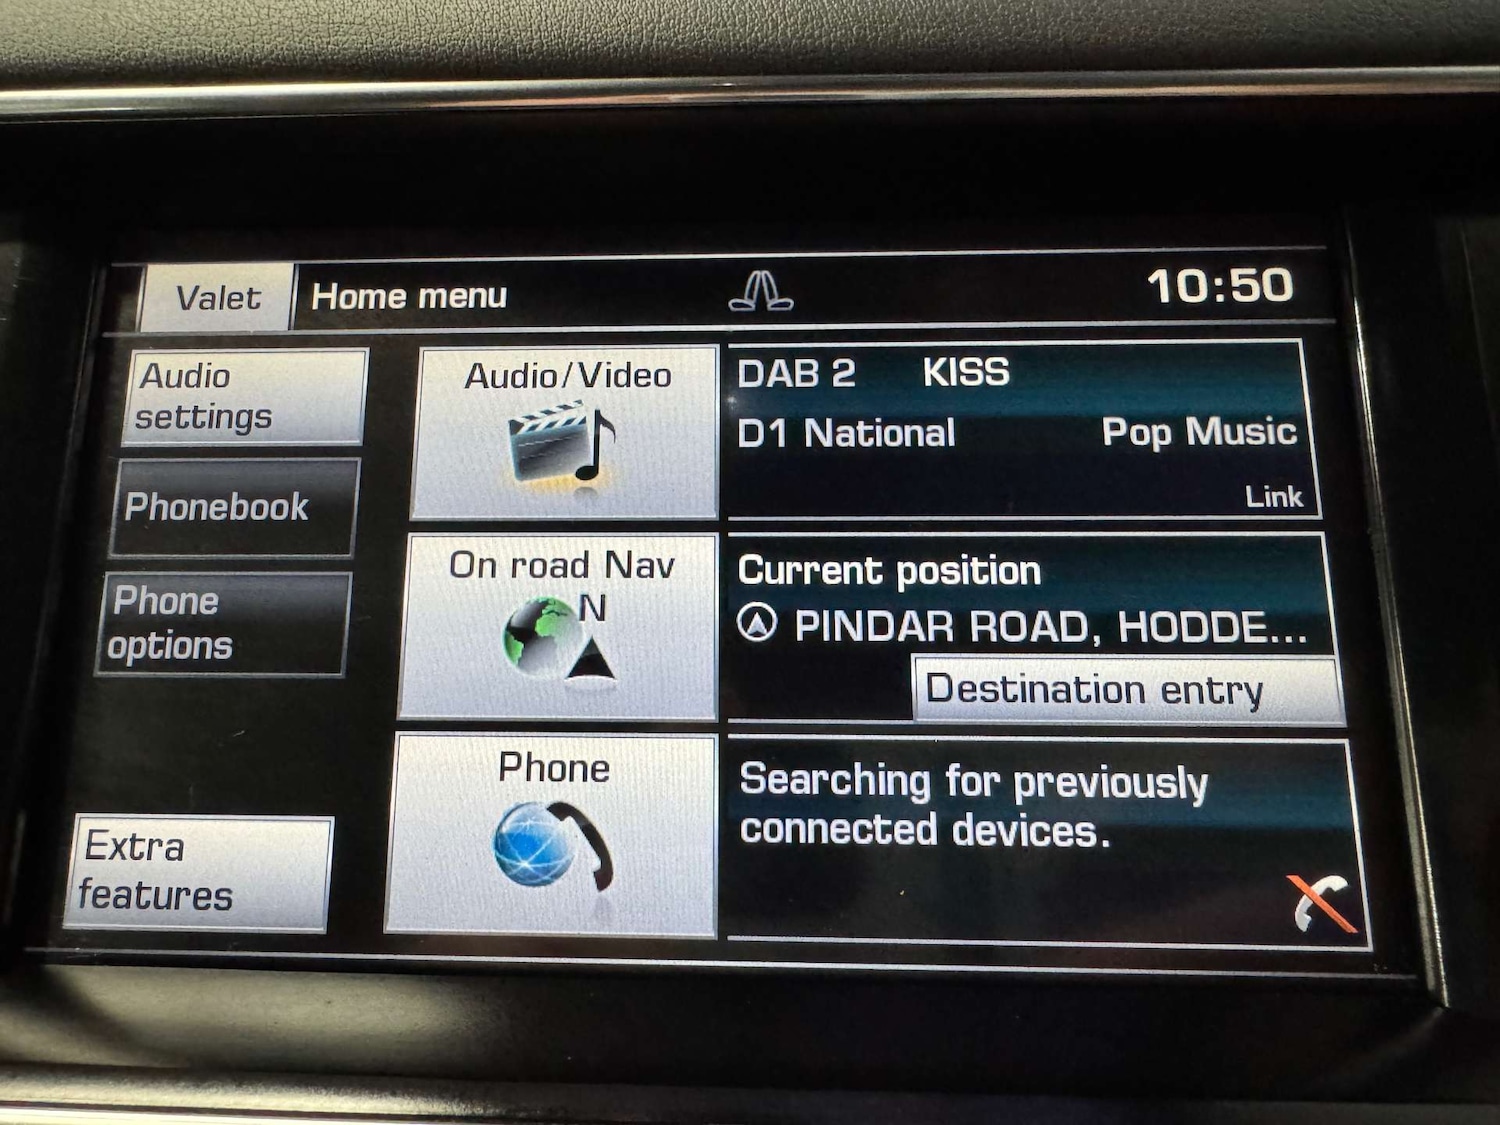 Valet
Home menu
10:50
Audio
settings
Phonebook
Phone
options
Extra
features
Audio/Video
On road Nav
N
Phone
DAB 2 KISS
D1 National Pop Music
Link
Current position
PINDAR ROAD, HODDE...
Destination entry
Searching for previously
connected devices.